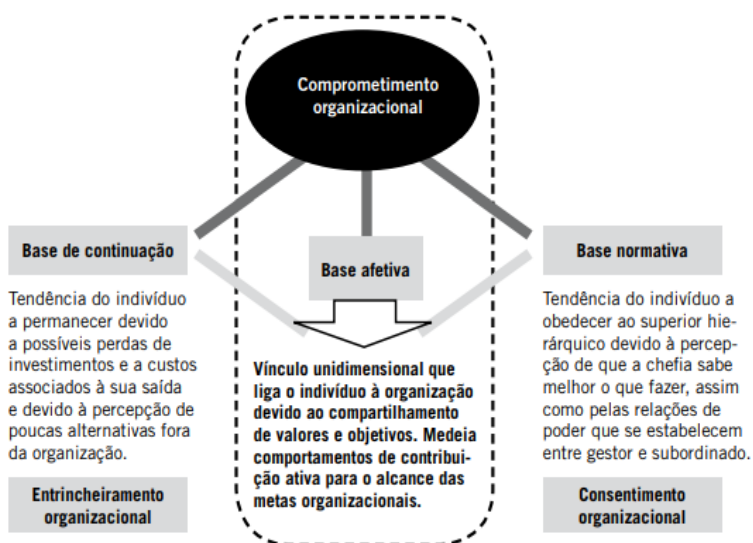 Comprometimento
organizacional
Base de continuação
Tendência do indivíduo
a permanecer devido
a possíveis perdas de
investimentos e a custos
associados à sua saída
e devido à percepção de
poucas alternativas fora
da organização.
Entrincheiramento
organizacional
Base afetiva
Vínculo unidimensional que
liga o indivíduo à organização
devido ao compartilhamento
de valores e objetivos. Medeia
comportamentos de contribui-
ção ativa para o alcance das
metas organizacionais.
Base normativa
Tendência do indivíduo a
obedecer ao superior hie-
rárquico devido à percep-
ção de que a chefia sabe
melhor o que fazer, assim
como pelas relações de
poder que se estabelecem
entre gestor e subordinado.
Consentimento
organizacional